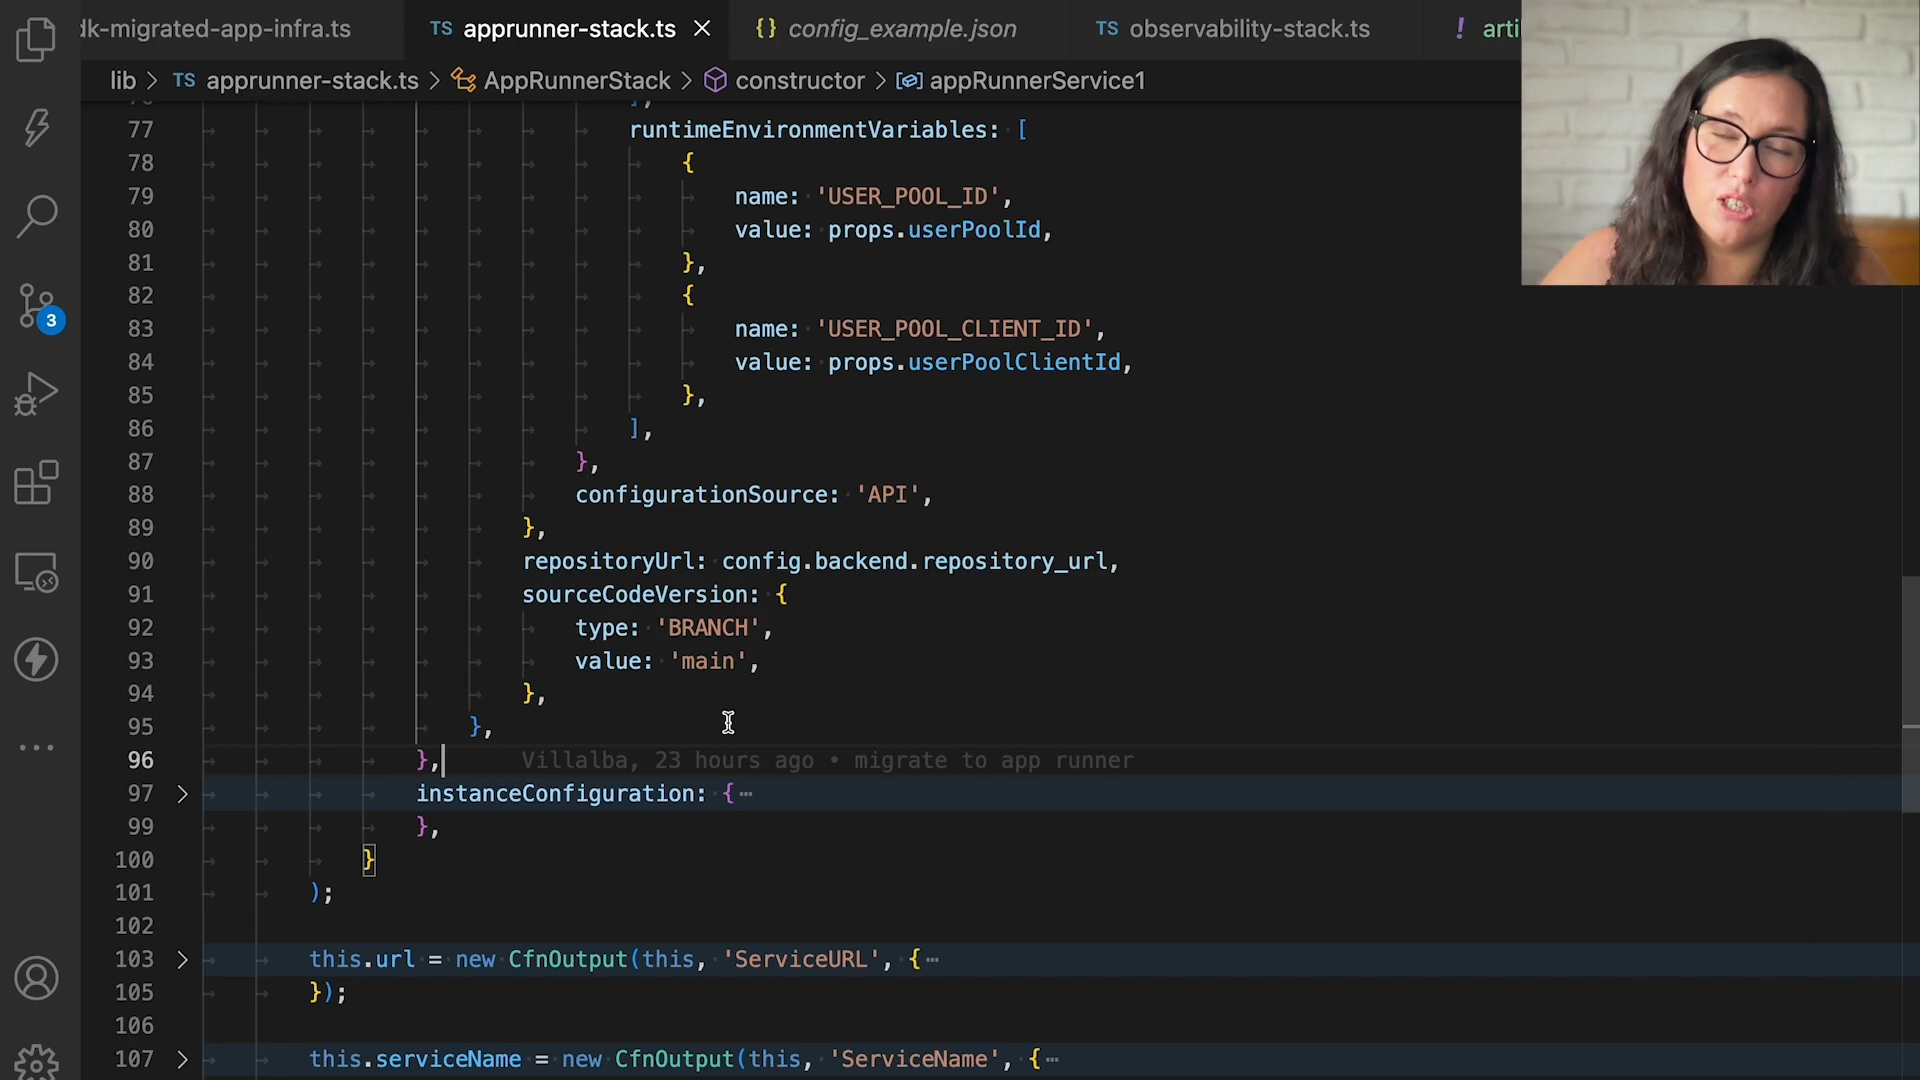 dk-migrated-app-infra.ts TS apprunner-stack.ts {} config_example.json TS observability-stack.ts ! arti
lib > TS apprunner-stack.ts > AppRunnerStack > constructor > appRunnerService1
77 runtimeEnvironmentVariables: [
78 {
79 name: 'USER_POOL_ID',
80 value: props.userPoolId,
81 },
82 {
83 name: 'USER_POOL_CLIENT_ID',
84 value: props.userPoolClientId,
85 },
86 ],
87 },
88 configurationSource: 'API',
89 },
90 repositoryUrl: config.backend.repository_url,
91 sourceCodeVersion: {
92 type: 'BRANCH',
93 value: 'main',
94 },
95 },
96 }, Villalba, 23 hours ago • migrate to app runner
97 instanceConfiguration: {⋯
99 },
100 }
101 );
102
103 this.url = new CfnOutput(this, 'ServiceURL', {⋯
105 });
106
107 this.serviceName = new CfnOutput(this, 'ServiceName', {⋯
3